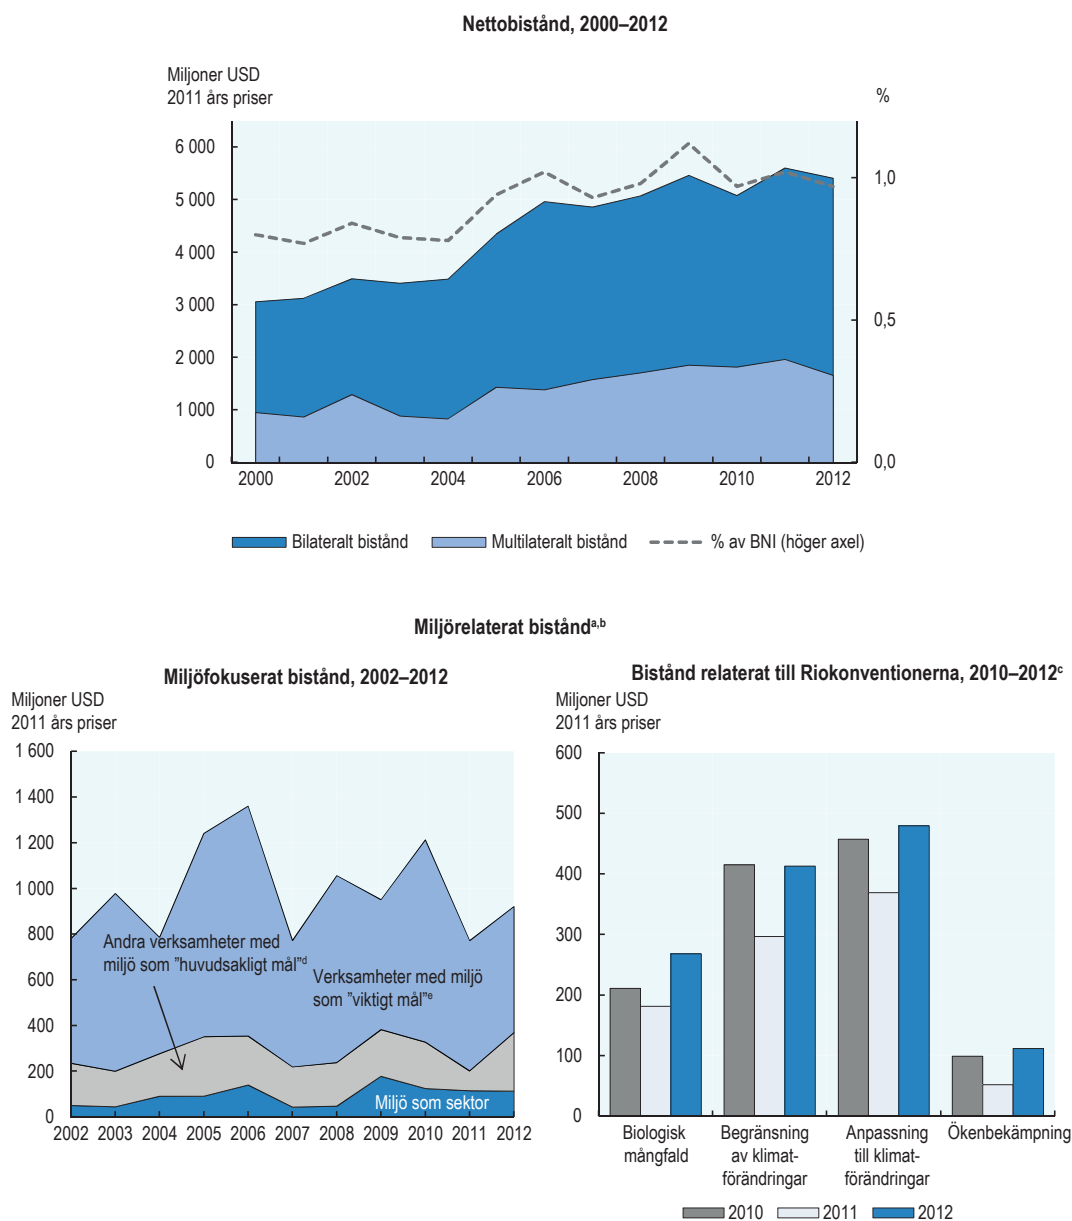 Nettobistånd, 2000–2012
Miljoner USD
2011 års priser
%
6 000
5 000
4 000
3 000
2 000
1 000
0
1,0
0,5
0,0
2000 2002 2004 2006 2008 2010 2012
Bilateralt bistånd Multilateralt bistånd % av BNI (höger axel)
Miljörelaterat bistånd a,b
Miljöfokuserat bistånd, 2002–2012
Miljoner USD
2011 års priser
1 600
1 400
1 200
1 000
800
600
400
200
0
Andra verksamheter med
miljö som "huvudsakligt mål"d
Verksamheter med miljö
som "viktigt mål"e
Miljö som sektor
2002 2003 2004 2005 2006 2007 2008 2009 2010 2011 2012
Bistånd relaterat till Riokonventionerna, 2010–2012c
Miljoner USD
2011 års priser
600
500
400
300
200
100
0
Biologisk
mångfald
Begränsning
av klimat-
förändringar
Anpassning
till klimat-
förändringar
Ökenbekämpning
2010 2011 2012